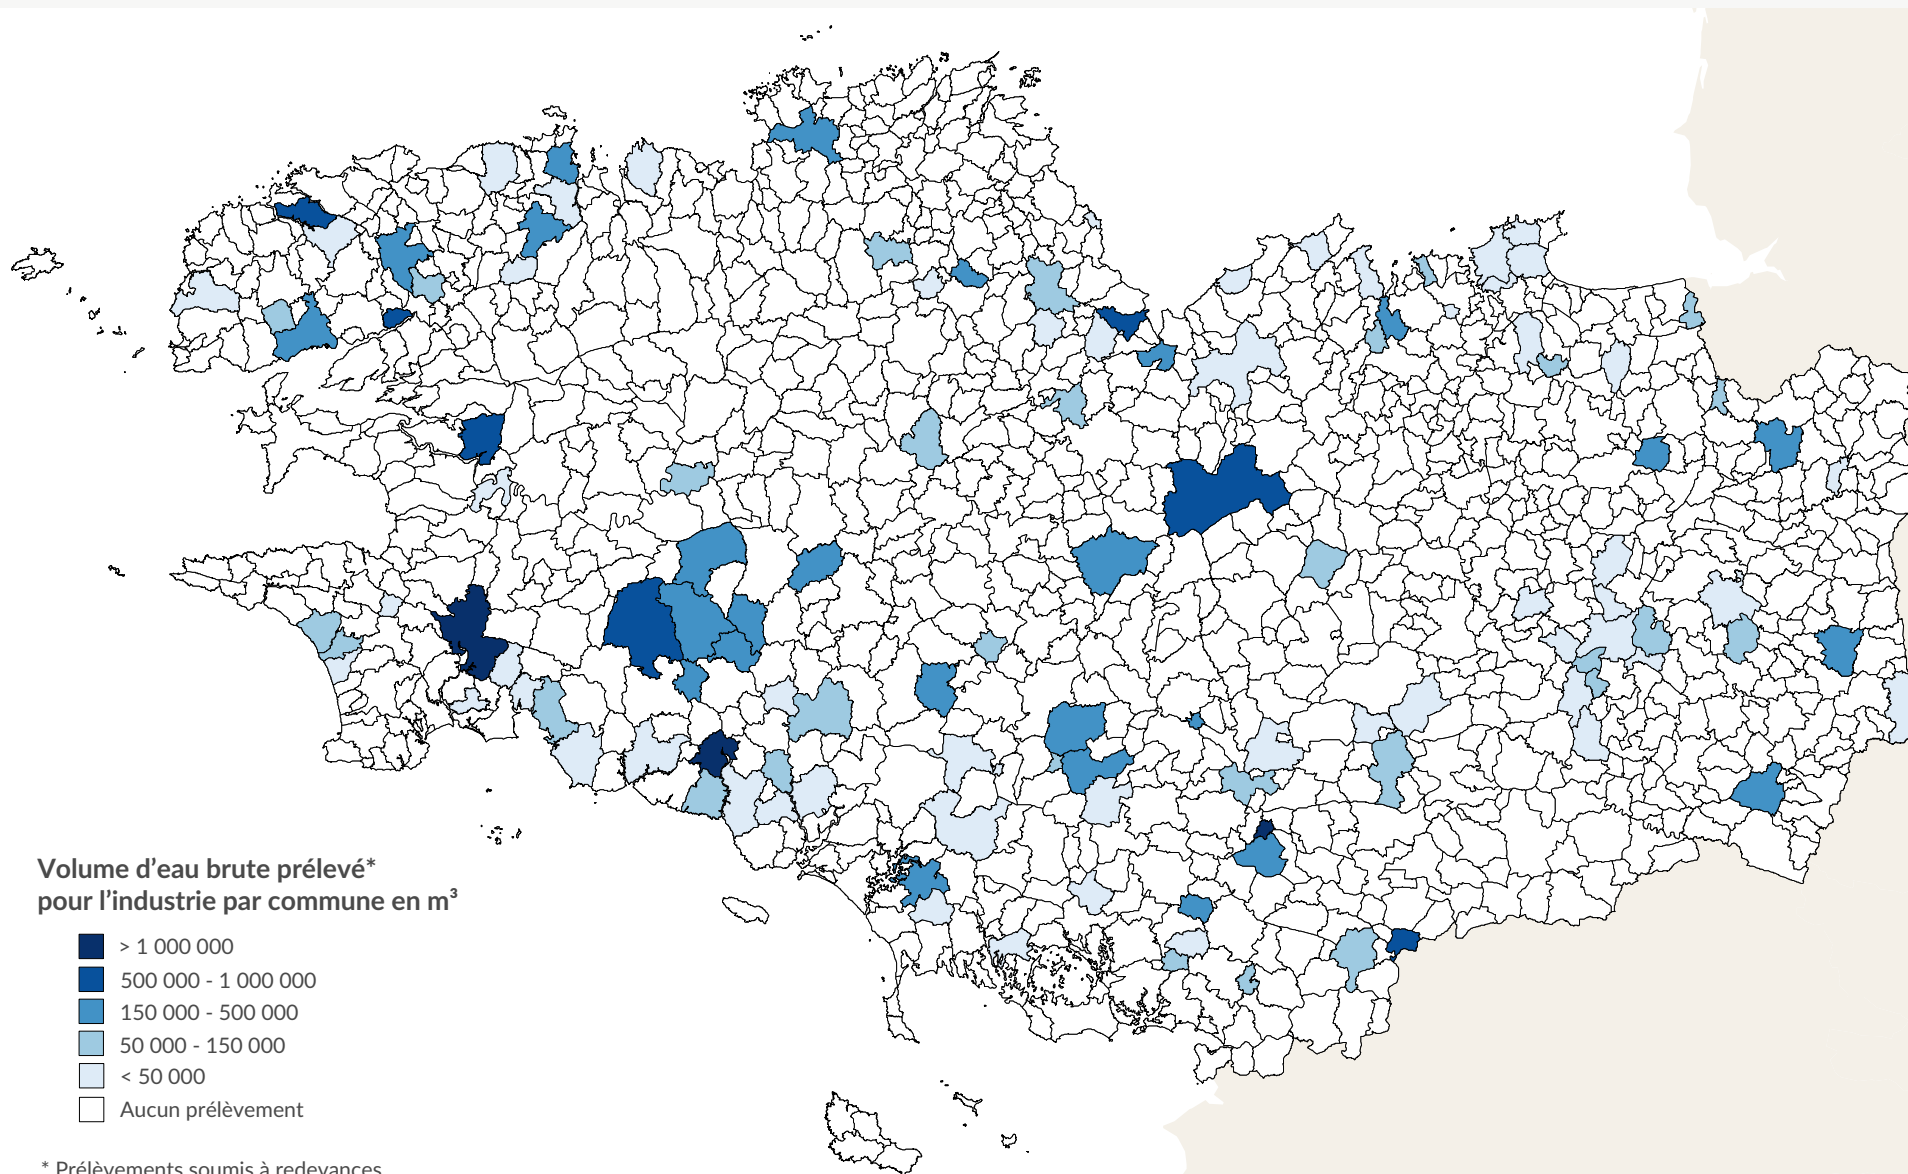 Volume d’eau brute prélevé*
pour l’industrie par commune en m³
> 1 000 000
500 000 - 1 000 000
150 000 - 500 000
50 000 - 150 000
< 50 000
Aucun prélèvement
* Prélèvements soumis à redevances